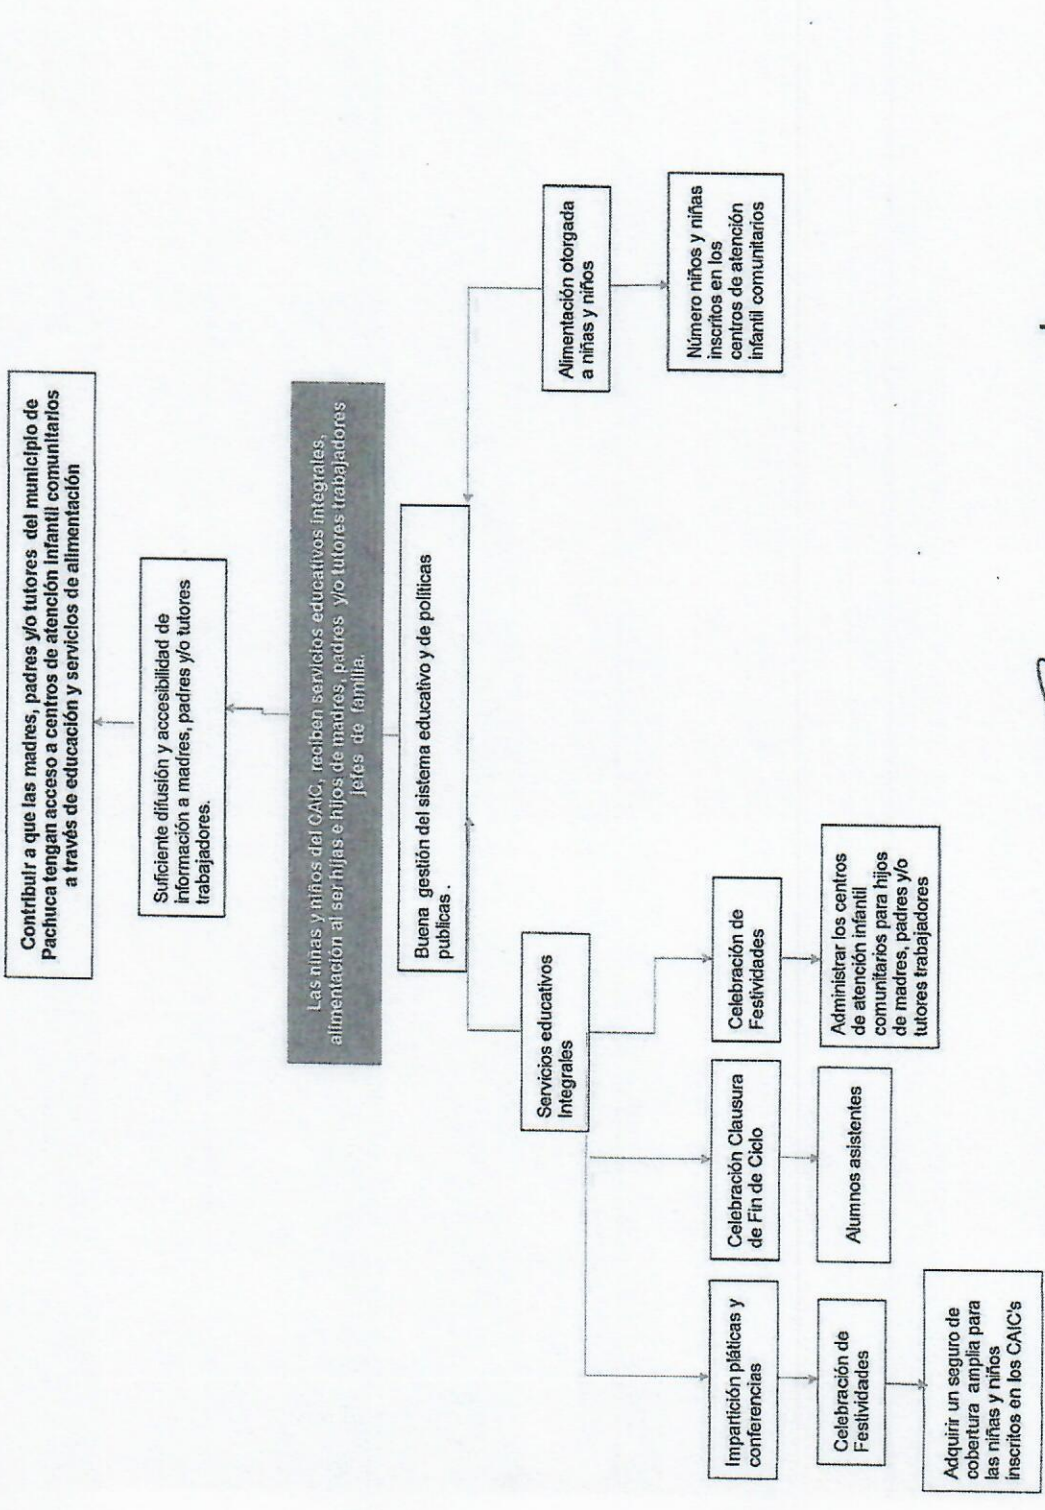 Contribuir a que las madres, padres y/o tutores del municipio de
Pachuca tengan acceso a centros de atención infantil comunitarios
a través de educación y servicios de alimentación
Suficiente difusión y accesibilidad de
información a madres, padres y/o tutores
trabajadores.
Las niñas y niños del CAIC, reciben servicios educativos integrales,
alimentación al ser hijas e hijos de madres, padres y/o tutores trabajadores
jefes de familia.
Buena gestión del sistema educativo y de políticas
publicas.
Servicios educativos
Integrales
Alimentación otorgada
a niñas y niños
Impartición pláticas y
conferencias
Celebración Clausura
de Fin de Ciclo
Celebración de
Festividades
Número niños y niñas
inscritos en los
centros de atención
infantil comunitarios
Celebración de
Festividades
Alumnos asistentes
Administrar los centros
de atención infantil
comunitarios para hijos
de madres, padres y/o
tutores trabajadores
Adquirir un seguro de
cobertura amplia para
las niñas y niños
inscritos en los CAIC's